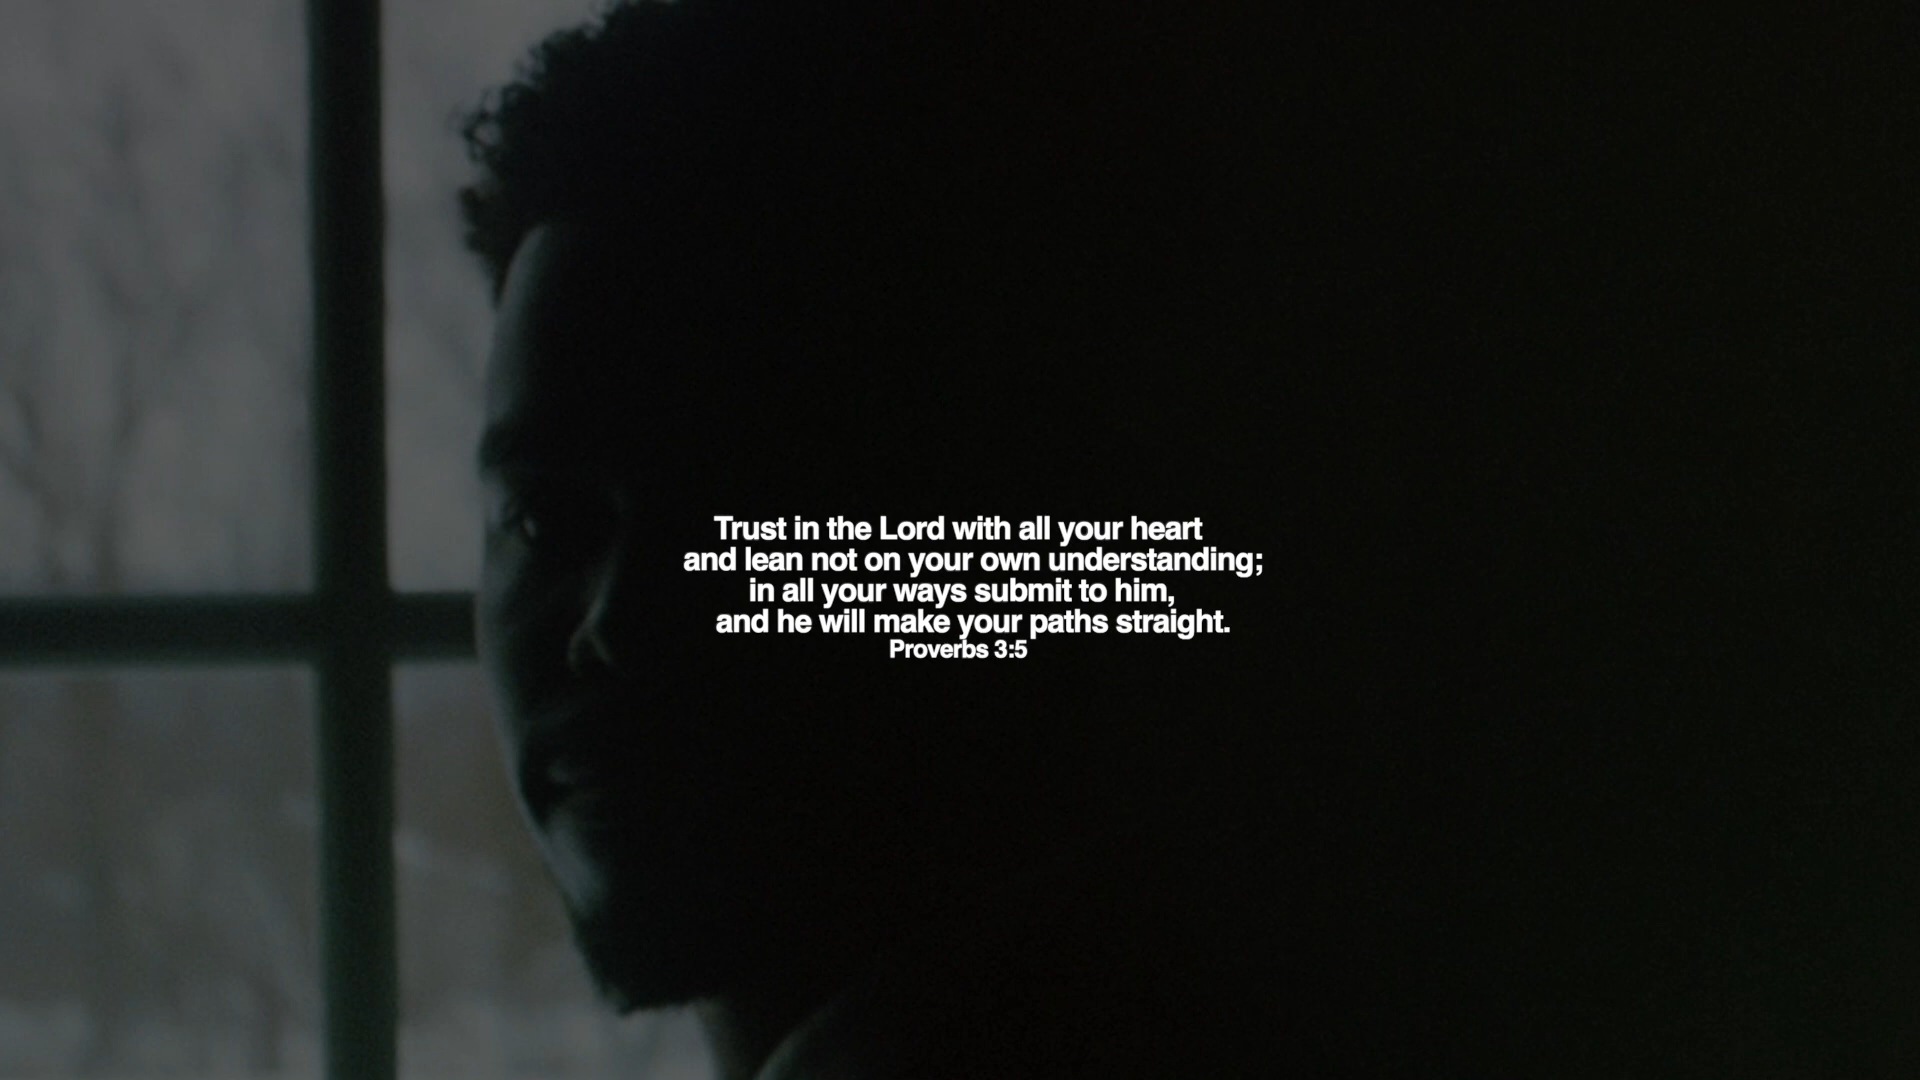 Trust in the Lord with all your heart
and lean not on your own understanding;
in all your ways submit to him,
and he will make your paths straight.
Proverbs 3:5